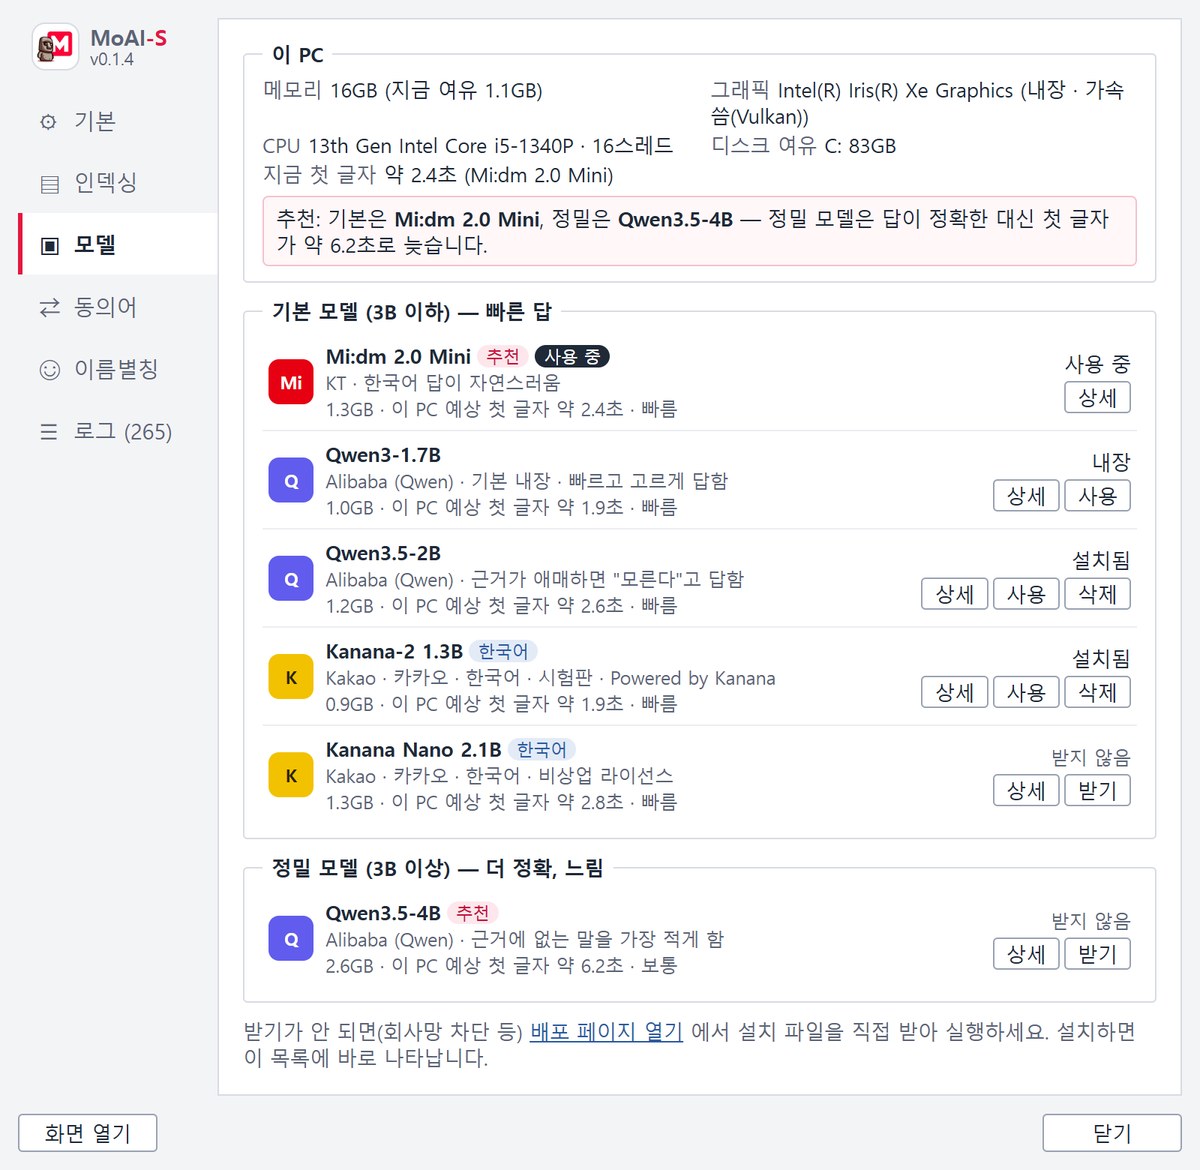 MoAI-S
v0.1.4
기본
인덱싱
모델
동의어
이름별칭
로그 (265)
이 PC
메모리 16GB (지금 여유 1.1GB)
그래픽 Intel(R) Iris(R) Xe Graphics (내장 · 가속
씀(Vulkan))
CPU 13th Gen Intel Core i5-1340P · 16스레드
디스크 여유 C: 83GB
지금 첫 글자 약 2.4초 (Mi:dm 2.0 Mini)
추천: 기본은 Mi:dm 2.0 Mini, 정밀은 Qwen3.5-4B — 정밀 모델은 답이 정확한 대신 첫 글자
가 약 6.2초로 늦습니다.
기본 모델 (3B 이하) — 빠른 답
Mi
Mi:dm 2.0 Mini 추천 사용 중
KT · 한국어 답이 자연스러움
1.3GB · 이 PC 예상 첫 글자 약 2.4초 · 빠름
사용 중
상세
Q
Qwen3-1.7B
Alibaba (Qwen) · 기본 내장 · 빠르고 고르게 답함
1.0GB · 이 PC 예상 첫 글자 약 1.9초 · 빠름
내장
상세 사용
Q
Qwen3.5-2B
Alibaba (Qwen) · 근거가 애매하면 "모른다"고 답함
1.2GB · 이 PC 예상 첫 글자 약 2.6초 · 빠름
설치됨
상세 사용 삭제
K
Kanana-2 1.3B 한국어
Kakao · 카카오 · 한국어 · 시험판 · Powered by Kanana
0.9GB · 이 PC 예상 첫 글자 약 1.9초 · 빠름
설치됨
상세 사용 삭제
K
Kanana Nano 2.1B 한국어
Kakao · 카카오 · 한국어 · 비상업 라이선스
1.3GB · 이 PC 예상 첫 글자 약 2.8초 · 빠름
받지 않음
상세 받기
정밀 모델 (3B 이상) — 더 정확, 느림
Q
Qwen3.5-4B 추천
Alibaba (Qwen) · 근거에 없는 말을 가장 적게 함
2.6GB · 이 PC 예상 첫 글자 약 6.2초 · 보통
받지 않음
상세 받기
받기가 안 되면(회사망 차단 등) 배포 페이지 열기 에서 설치 파일을 직접 받아 실행하세요. 설치하면
이 목록에 바로 나타납니다.
화면 열기
닫기